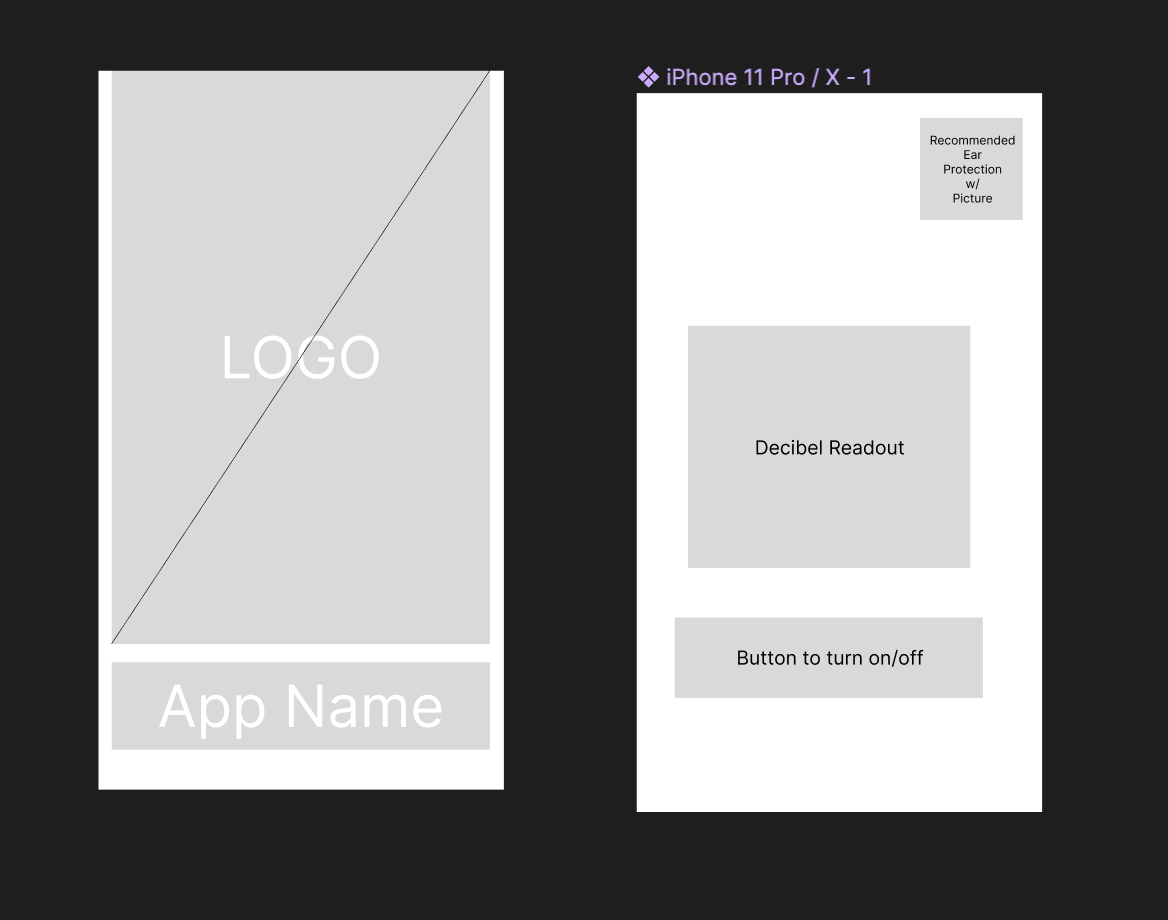 LOGO
App Name
iPhone 11 Pro / X - 1
Recommended
Ear
Protection
w/
Picture
Decibel Readout
Button to turn on/off